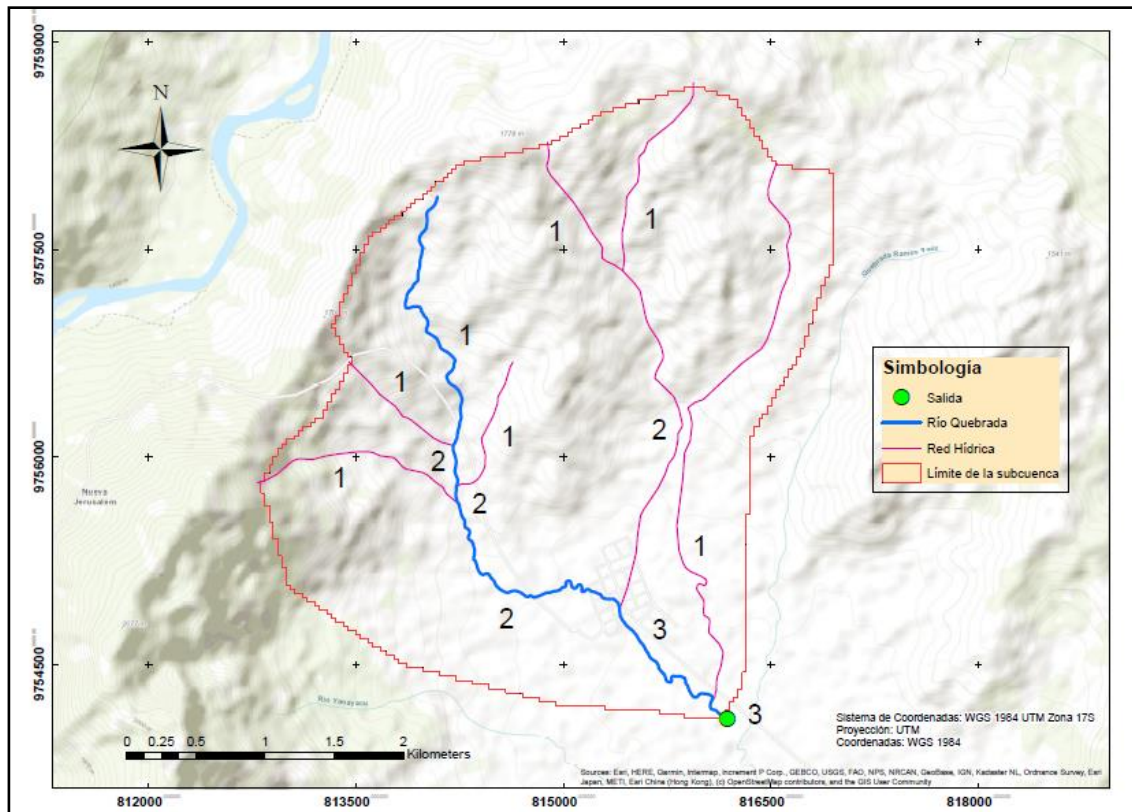 9759000
9757500
9756000
9754500
812000
813500
815000
816500
818000
N
1
1
1
1
1
1
2
2
2
2
1
3
3
Nueva
Jerusalem
Río Yanayacu
Simbología
Salida
Río Quebrada
Red Hídrica
Límite de la subcuenca
0 0.25 0.5 1 1.5 2
Kilometers
Sistema de Coordenadas: WGS 1984 UTM Zona 17S
Proyección: UTM
Coordenadas: WGS 1984
Sources: Esri, HERE, Garmin, Intermap, increment P Corp., GEBCO, USGS, FAO, NPS, NRCAN, GeoBase, IGN, Kadaster NL, Ordnance Survey, Esri
Japan, METI, Esri China (Hong Kong), (c) OpenStreetMap contributors, and the GIS User Community